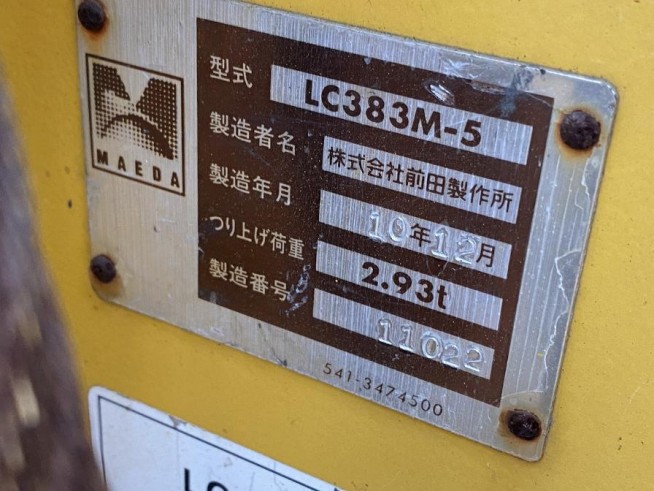 MAEDA
型式 LC383M-5
製造者名 株式会社前田製作所
製造年月 10年12月
つり上げ荷重 2.93t
製造番号 11022
541-3474500